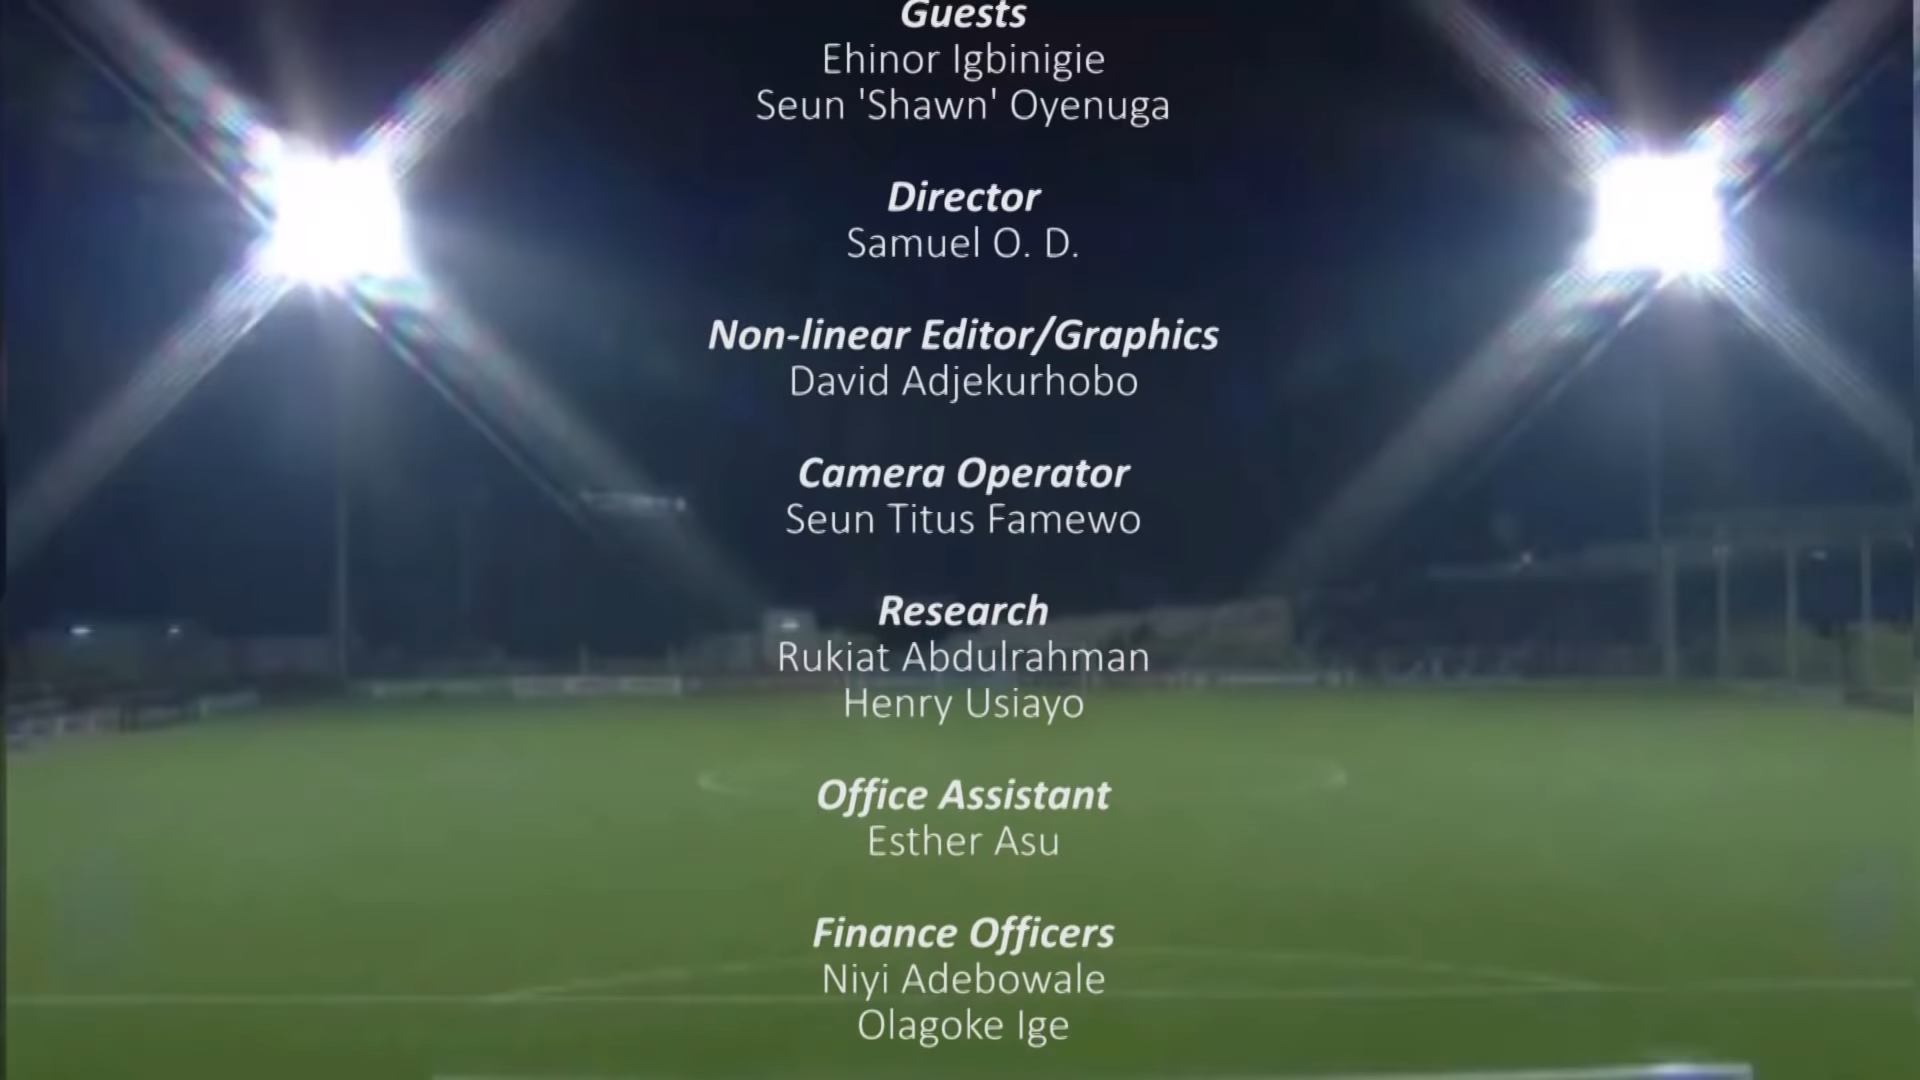 Guests
Ehinor Igbinigie
Seun 'Shawn' Oyenuga
Director
Samuel O. D.
Non-linear Editor/Graphics
David Adjekurhobo
Camera Operator
Seun Titus Famewo
Research
Rukiat Abdulrahman
Henry Usiayo
Office Assistant
Esther Asu
Finance Officers
Niyi Adebowale
Olagoke Ige